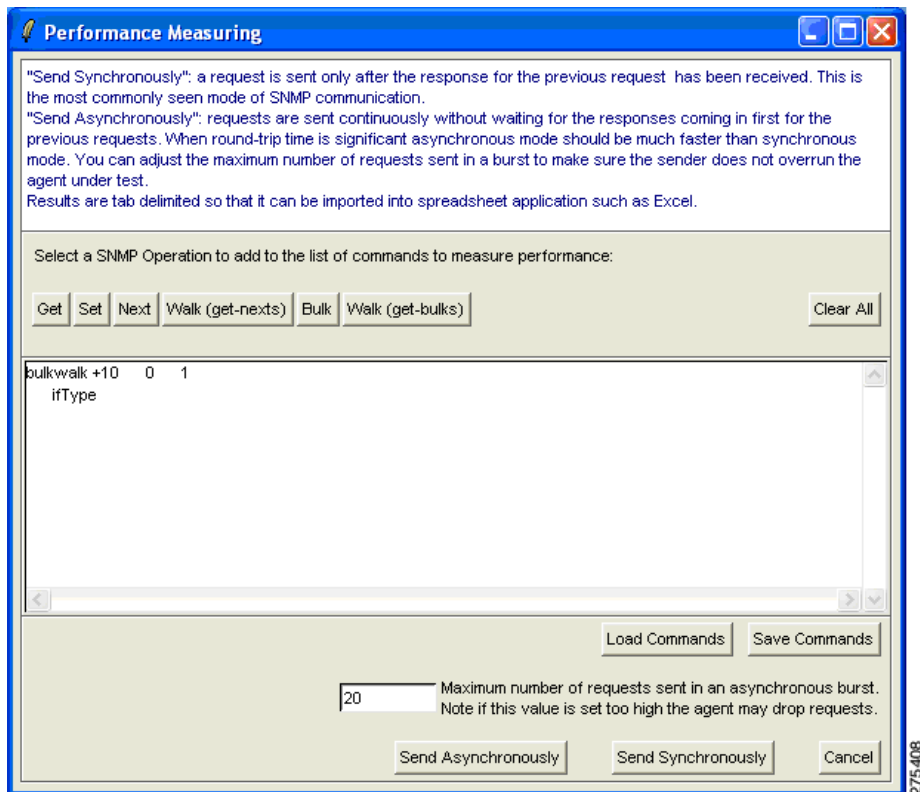 Performance Measuring
"Send Synchronously": a request is sent only after the response for the previous request has been received. This is
the most commonly seen mode of SNMP communication.
"Send Asynchronously": requests are sent continuously without waiting for the responses coming in first for the
previous requests. When round-trip time is significant asynchronous mode should be much faster than synchronous
mode. You can adjust the maximum number of requests sent in a burst to make sure the sender does not overrun the
agent under test.
Results are tab delimited so that it can be imported into spreadsheet application such as Excel.
Select a SNMP Operation to add to the list of commands to measure performance:
Get Set Next Walk (get-nexts) Bulk Walk (get-bulks) Clear All
bulkwalk +10 0 1
ifType
Load Commands Save Commands
20 Maximum number of requests sent in an asynchronous burst.
Note if this value is set too high the agent may drop requests.
Send Asynchronously Send Synchronously Cancel
275408